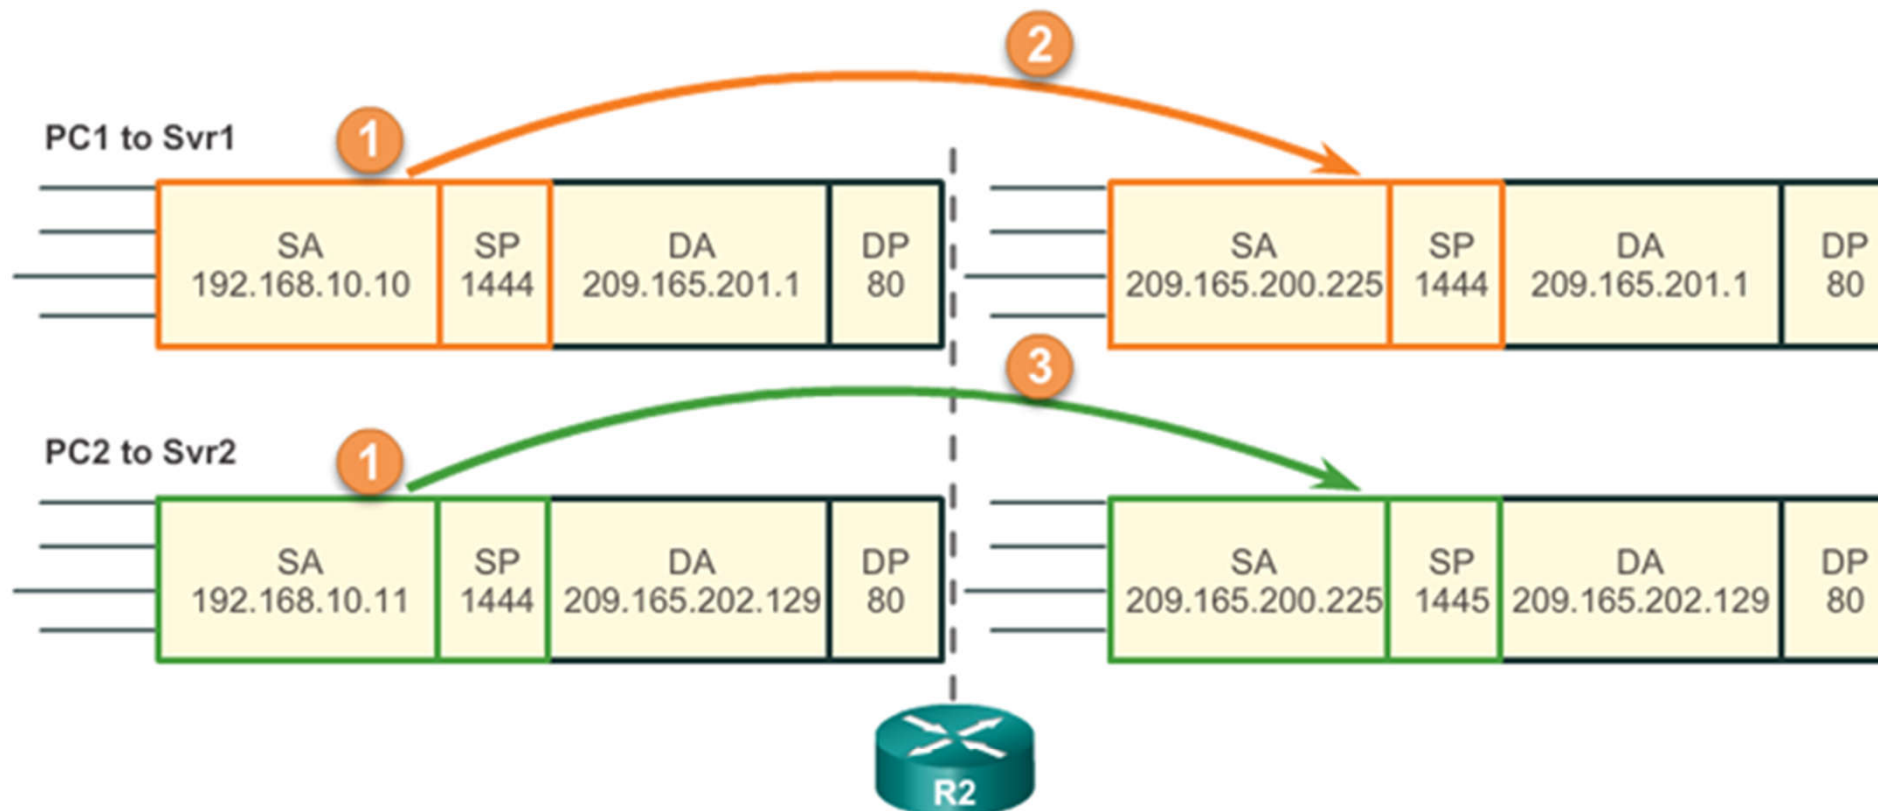 2
PC1 to Svr1
1
SA SP DA DP SA SP DA DP
192.168.10.10 1444 209.165.201.1 80 209.165.200.225 1444 209.165.201.1 80
3
PC2 to Svr2
1
SA SP DA DP SA SP DA DP
192.168.10.11 1444 209.165.202.129 80 209.165.200.225 1445 209.165.202.129 80
R2